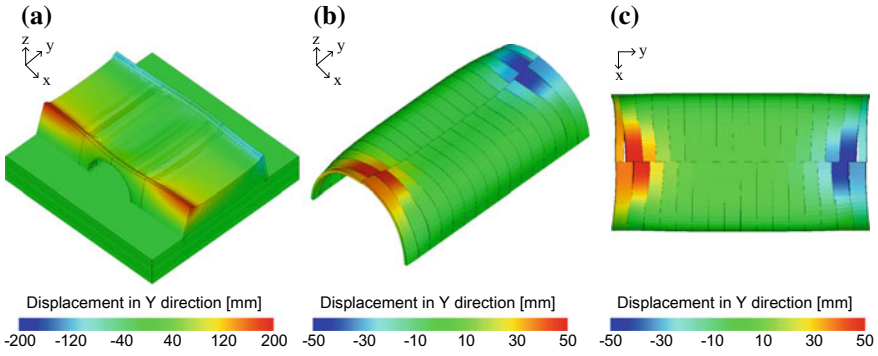 (a)
z
y
x
Displacement in Y direction [mm]
-200 -120 -40 40 120 200
(b)
z
y
x
Displacement in Y direction [mm]
-50 -30 -10 10 30 50
(c)
y
x
Displacement in Y direction [mm]
-50 -30 -10 10 30 50